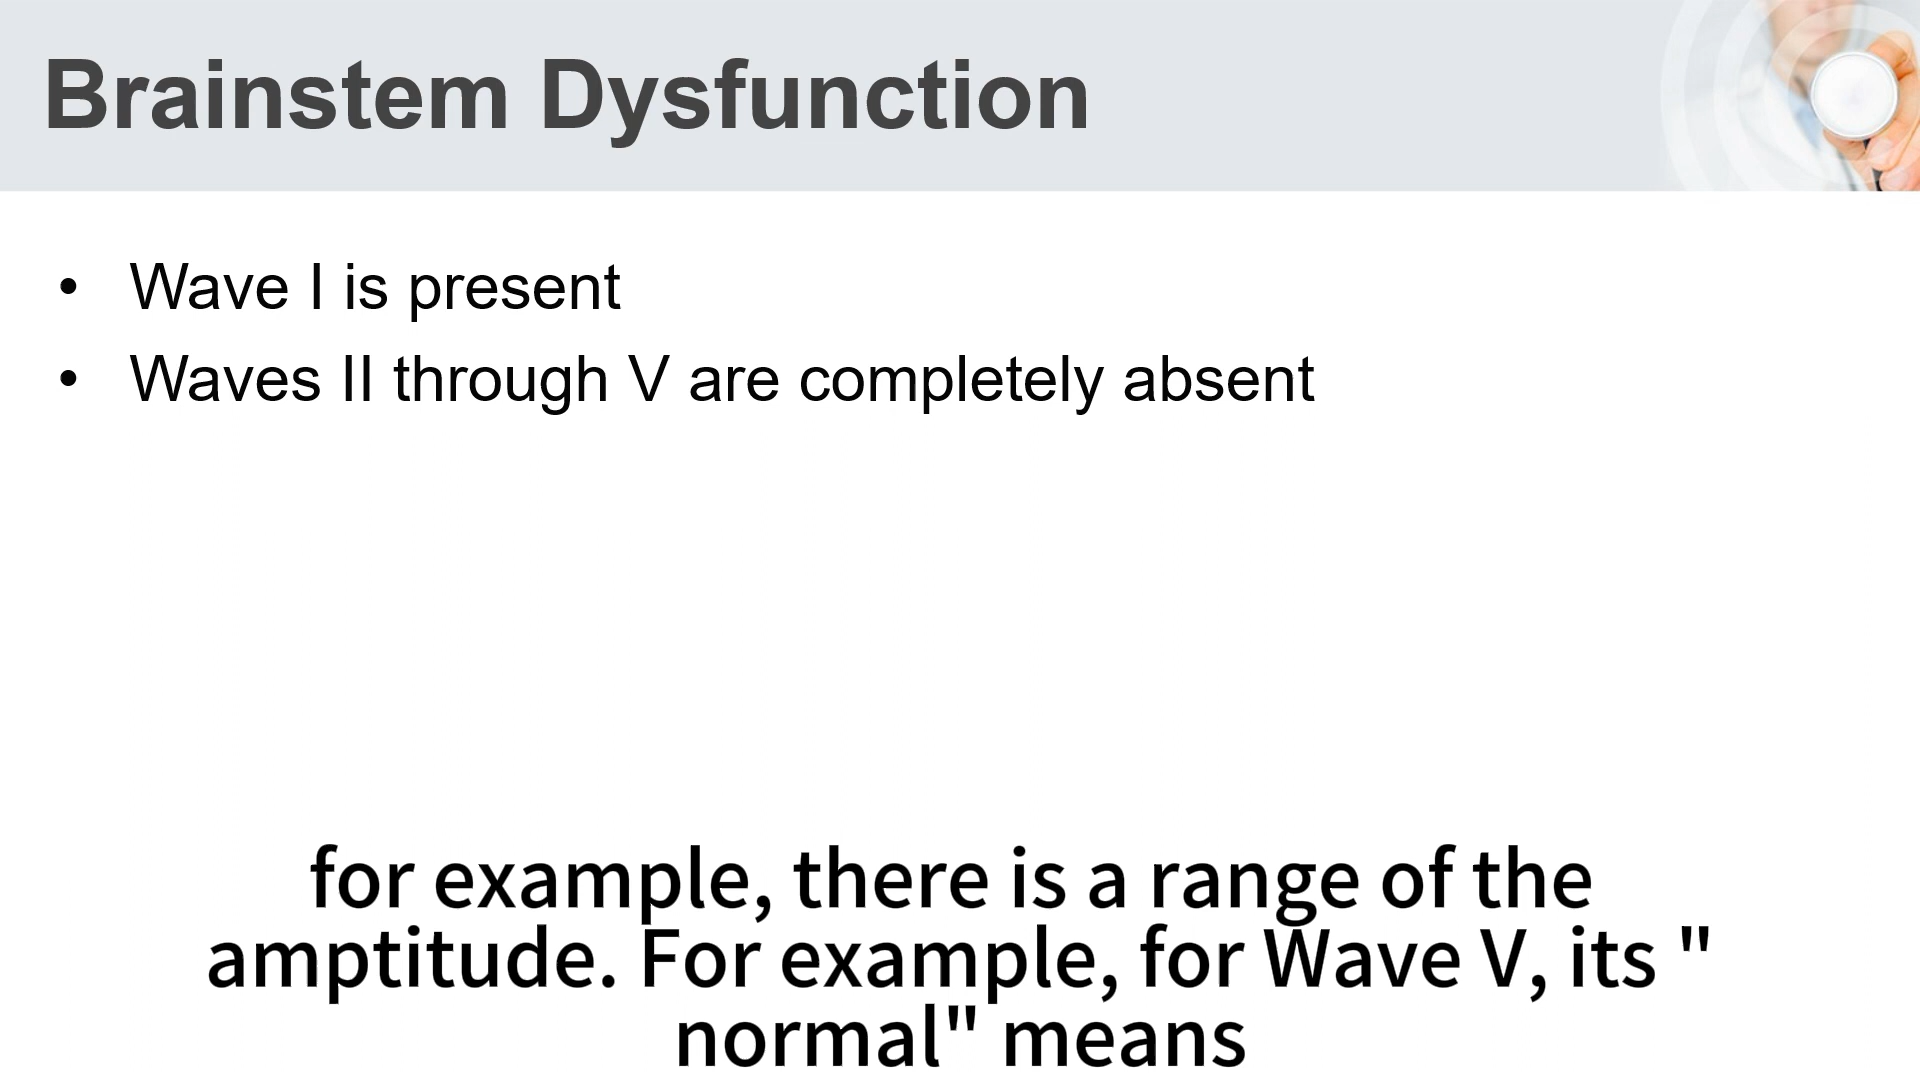 Brainstem Dysfunction
• Wave I is present
• Waves II through V are completely absent
for example, there is a range of the
amptitude. For example, for Wave V, its "
normal" means